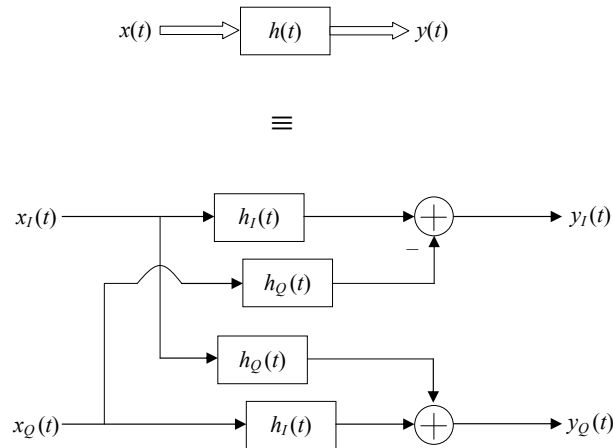 x(t) h(t) y(t)
≡
x_I(t) h_I(t) + y_I(t)
−
h_Q(t)
h_Q(t)
x_Q(t) h_I(t) + y_Q(t)